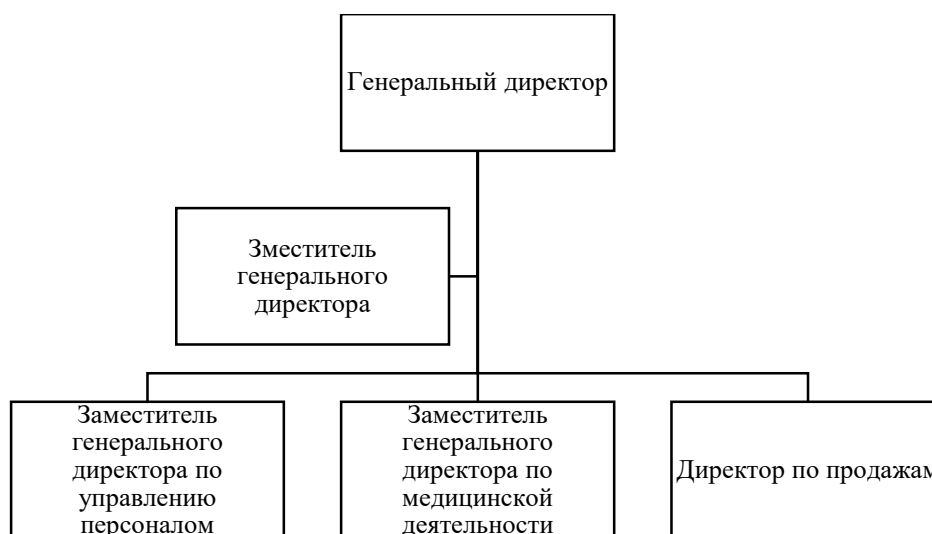 Генеральный директор
Зместитель
генерального
директора
Заместитель
генерального
директора по
управлению
персоналом
Заместитель
генерального
директора по
медицинской
деятельности
Директор по продажам